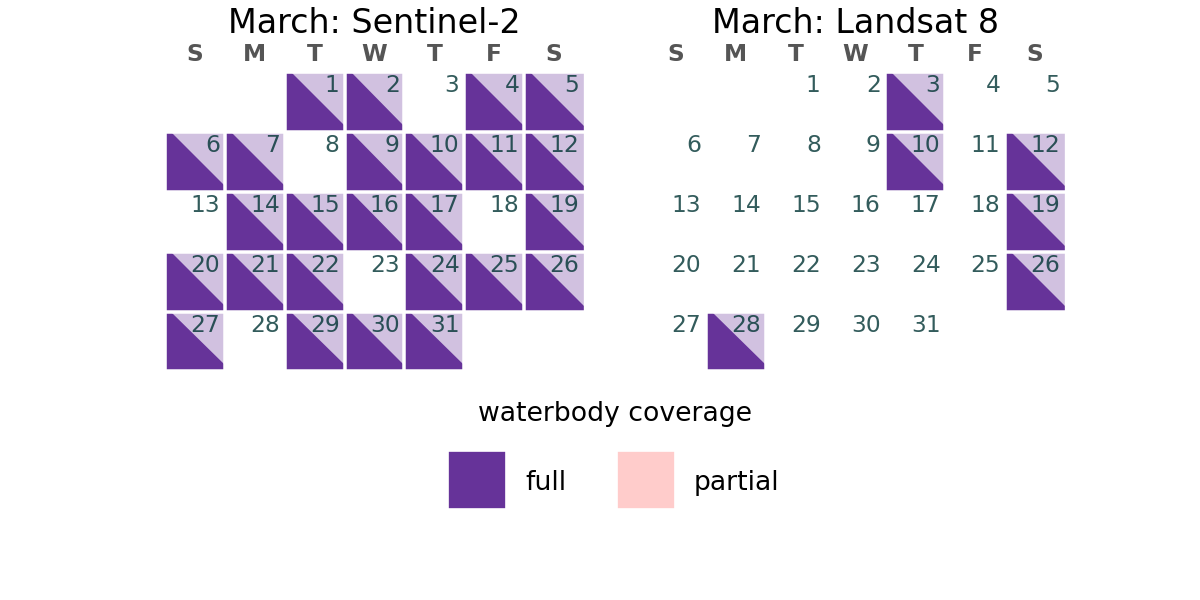 March: Sentinel-2
S M T W T F S
1 2 3 4 5
6 7 8 9 10 11 12
13 14 15 16 17 18 19
20 21 22 23 24 25 26
27 28 29 30 31
March: Landsat 8
S M T W T F S
1 2 3 4 5
6 7 8 9 10 11 12
13 14 15 16 17 18 19
20 21 22 23 24 25 26
27 28 29 30 31
waterbody coverage
full
partial